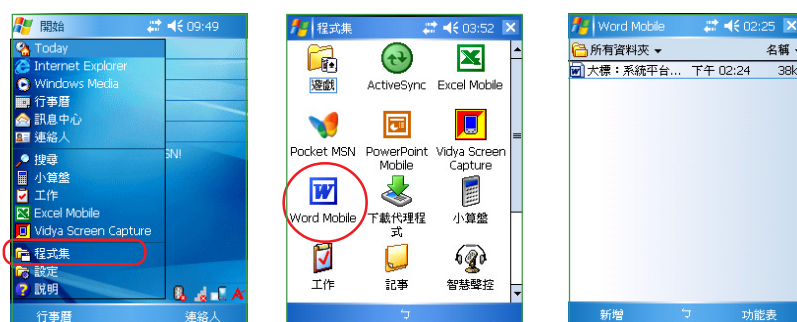 開始 09:49
Today
Internet Explorer
Windows Media
行事曆
訊息中心
連絡人
SN!
搜尋
小算盤
工作
Excel Mobile
Vidya Screen Capture
程式集
設定
說明
行事曆 連絡人
程式集 03:52
遊戲 ActiveSync Excel Mobile
Pocket MSN PowerPoint Mobile Vidya Screen Capture
Word Mobile 下載代理程式 小算盤
工作 記事 智慧聲控
Word Mobile 02:25
所有資料夾 名稱
大標:系統平台... 下午 02:24 38k
新增 功能表